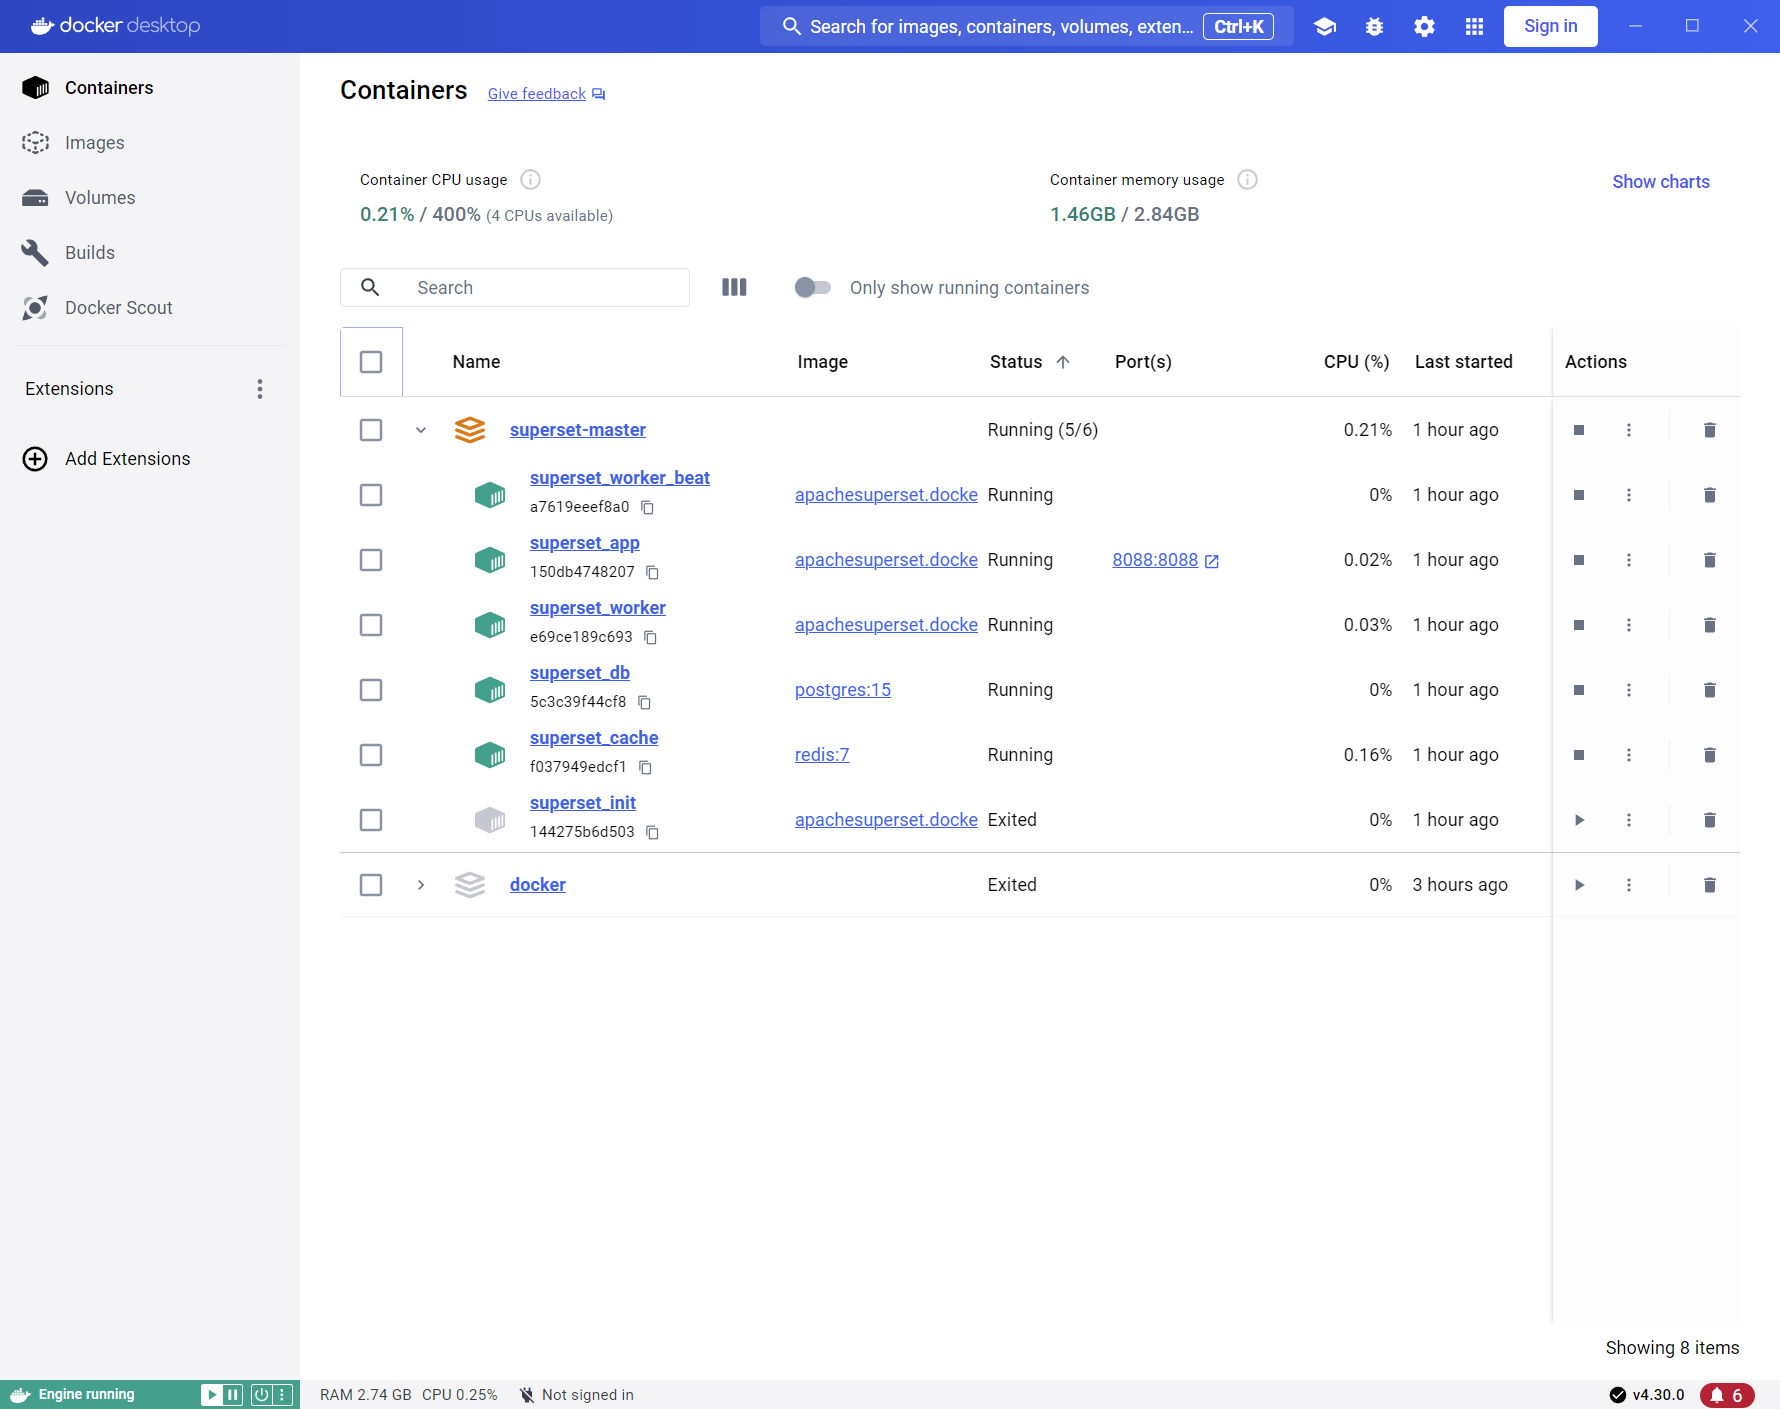 docker desktop
Search for images, containers, volumes, exten... Ctrl+K
Sign in
Containers
Images
Volumes
Builds
Docker Scout
Extensions
Add Extensions
Containers Give feedback
Container CPU usage
0.21% / 400% (4 CPUs available)
Container memory usage
1.46GB / 2.84GB
Show charts
Search
Only show running containers
Name Image Status Port(s) CPU (%) Last started Actions
superset-master Running (5/6) 0.21% 1 hour ago
superset_worker_beat
a7619eeef8a0
apachesuperset.docke Running 0% 1 hour ago
superset_app
150db4748207
apachesuperset.docke Running 8088:8088 0.02% 1 hour ago
superset_worker
e69ce189c693
apachesuperset.docke Running 0.03% 1 hour ago
superset_db
5c3c39f44cf8
postgres:15 Running 0% 1 hour ago
superset_cache
f037949edcf1
redis:7 Running 0.16% 1 hour ago
superset_init
144275b6d503
apachesuperset.docke Exited 0% 1 hour ago
docker Exited 0% 3 hours ago
Showing 8 items
Engine running
RAM 2.74 GB CPU 0.25% Not signed in
v4.30.0
6